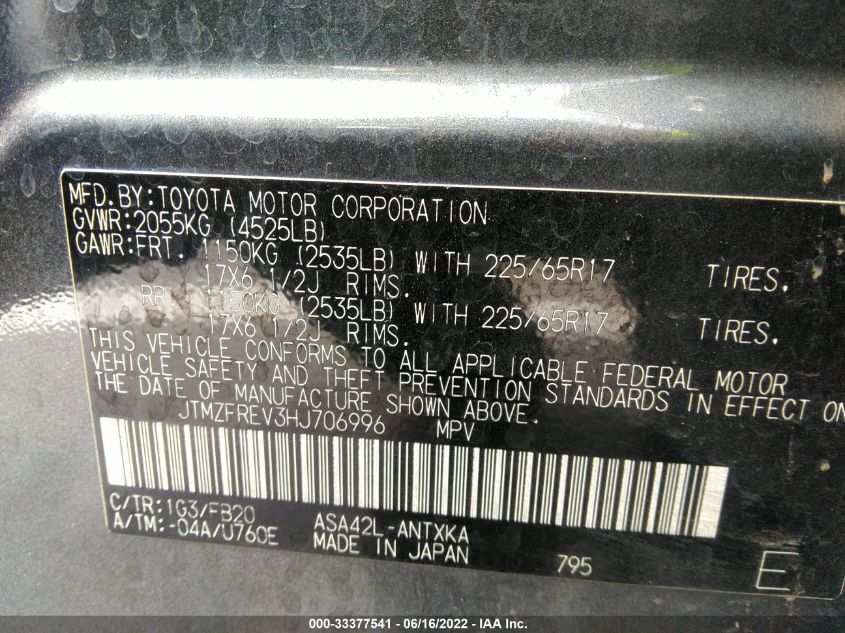 MFD.BY:TOYOTA MOTOR CORPORATION
GVWR:2055KG (4525LB)
GAWR:FRT. 1150KG (2535LB) WITH 225/65R17 TIRES.
17X6 1/2J RIMS.
RR. 1150KG (2535LB) WITH 225/65R17 TIRES.
17X6 1/2J RIMS.
THIS VEHICLE CONFORMS TO ALL APPLICABLE FEDERAL MOTOR
VEHICLE SAFETY AND THEFT PREVENTION STANDARDS IN EFFECT ON
THE DATE OF MANUFACTURE SHOWN ABOVE.
JTMZFREV3HJ706996 MPV
C/TR:1G3/FB20 ASA42L-ANTXKA
A/TM:-04A/U760E MADE IN JAPAN 795 E
000-33377541 - 06/16/2022 - IAA Inc.